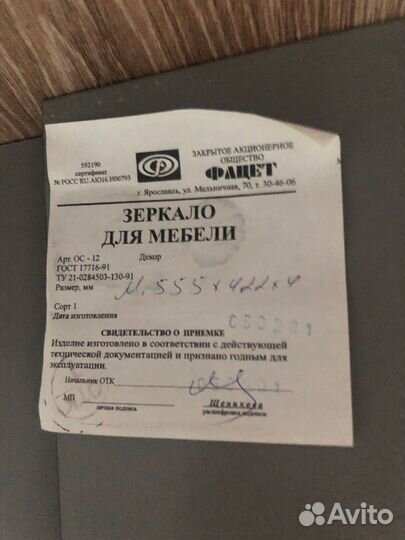 592190
сертификат
№ РОСС RU.АЮ16.Н00793
ЗАКРЫТОЕ АКЦИОНЕРНОЕ
ОБЩЕСТВО
ФАЦЕТ
г. Ярославль, ул. Мельничная, 70, т. 30-46-06
ЗЕРКАЛО
ДЛЯ МЕБЕЛИ
Арт. ОС - 12 Декор
ГОСТ 17716-91
ТУ 21-0284503-130-91
Размер, мм М. 555 х 422 х 4
Сорт 1
Дата изготовления 050201
СВИДЕТЕЛЬСТВО О ПРИЕМКЕ
Изделие изготовлено в соответствии с действующей
технической документацией и признано годным для
эксплуатации.
Начальник ОТК
МП
личная подпись расшифровка подписи
Avito